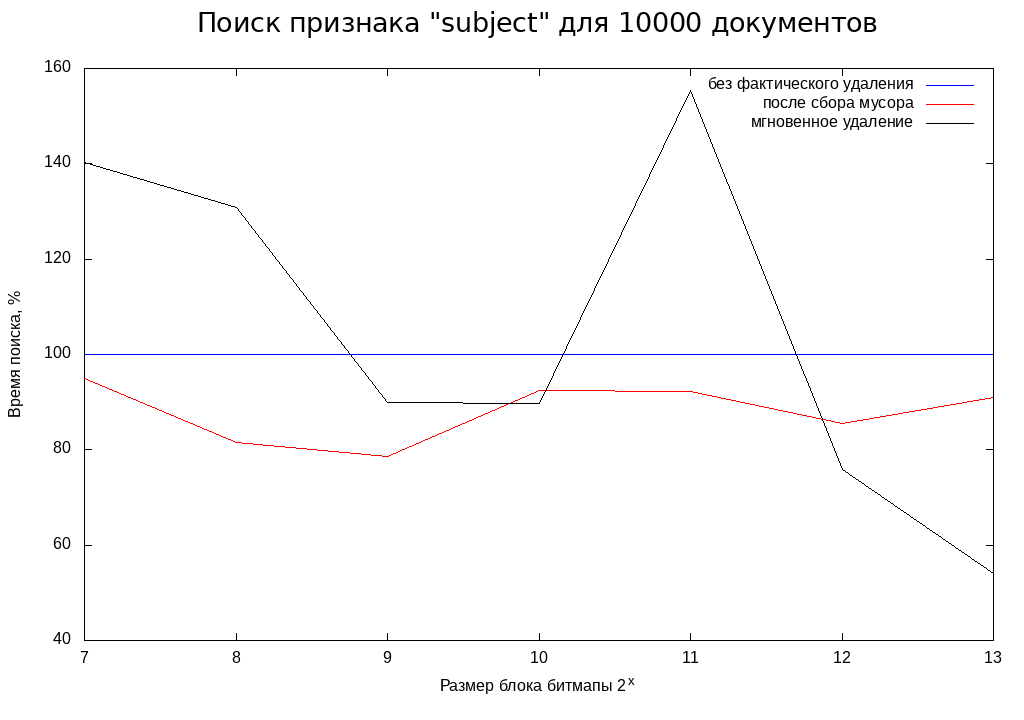 Поиск признака "subject" для 10000 документов
160
140
120
100
80
60
40
Время поиска, %
без фактического удаления
после сбора мусора
мгновенное удаление
7 8 9 10 11 12 13
Размер блока битмапы 2^x